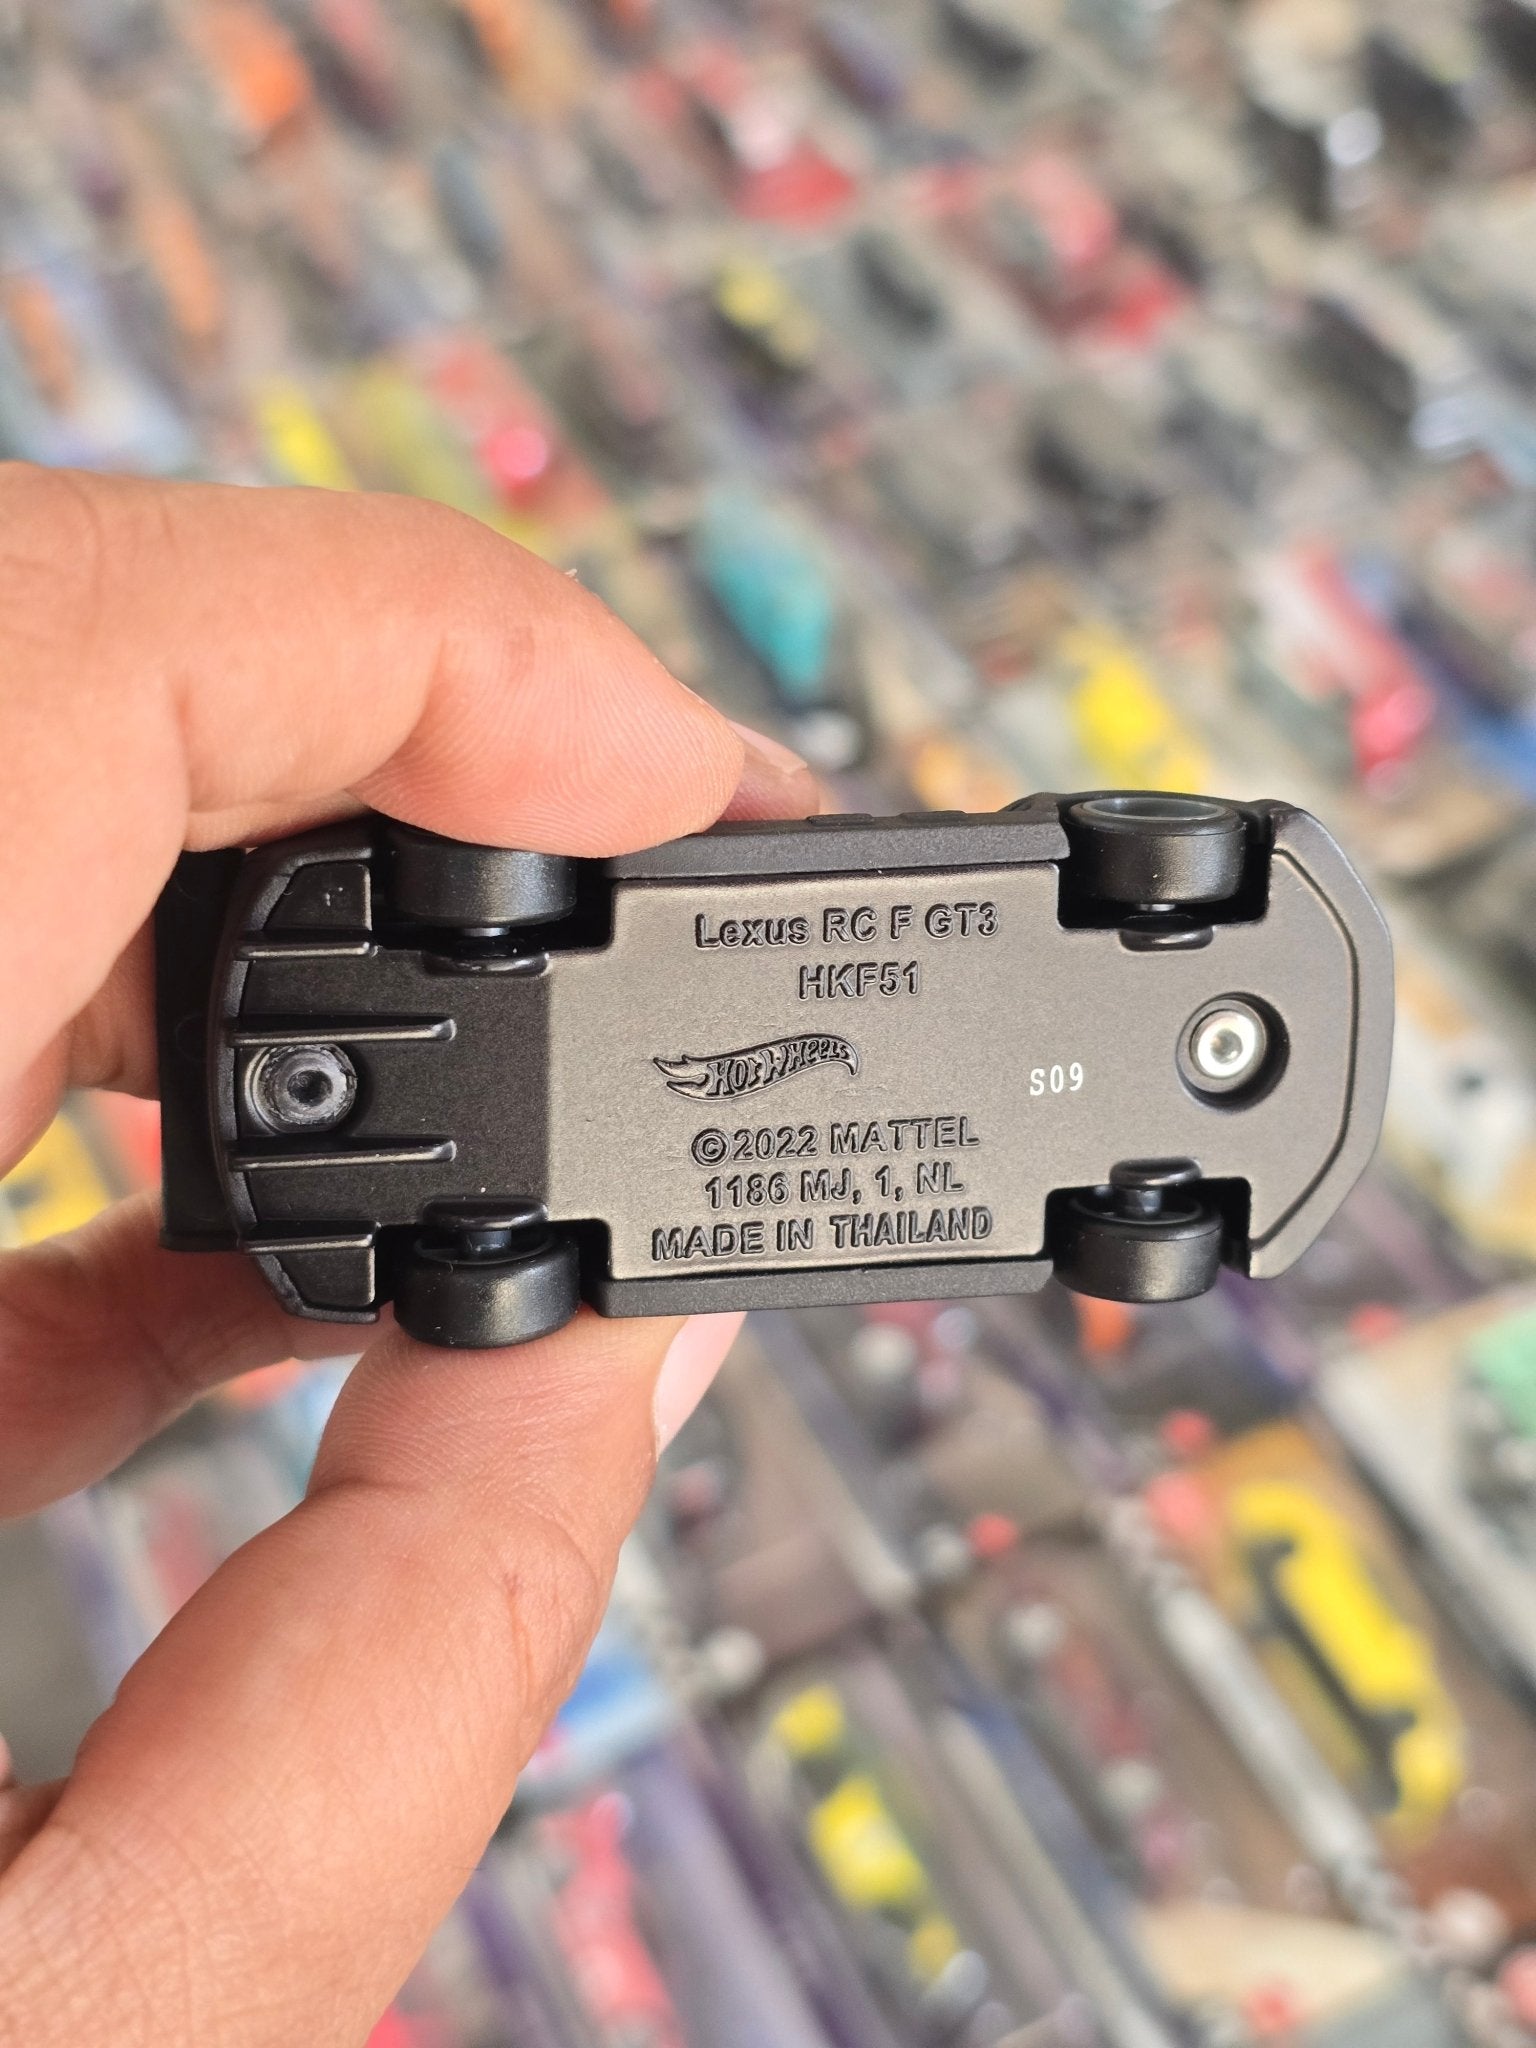 Lexus RC F GT3
HKF51
HOT WHEELS
S09
©2022 MATTEL
1186 MJ, 1, NL
MADE IN THAILAND